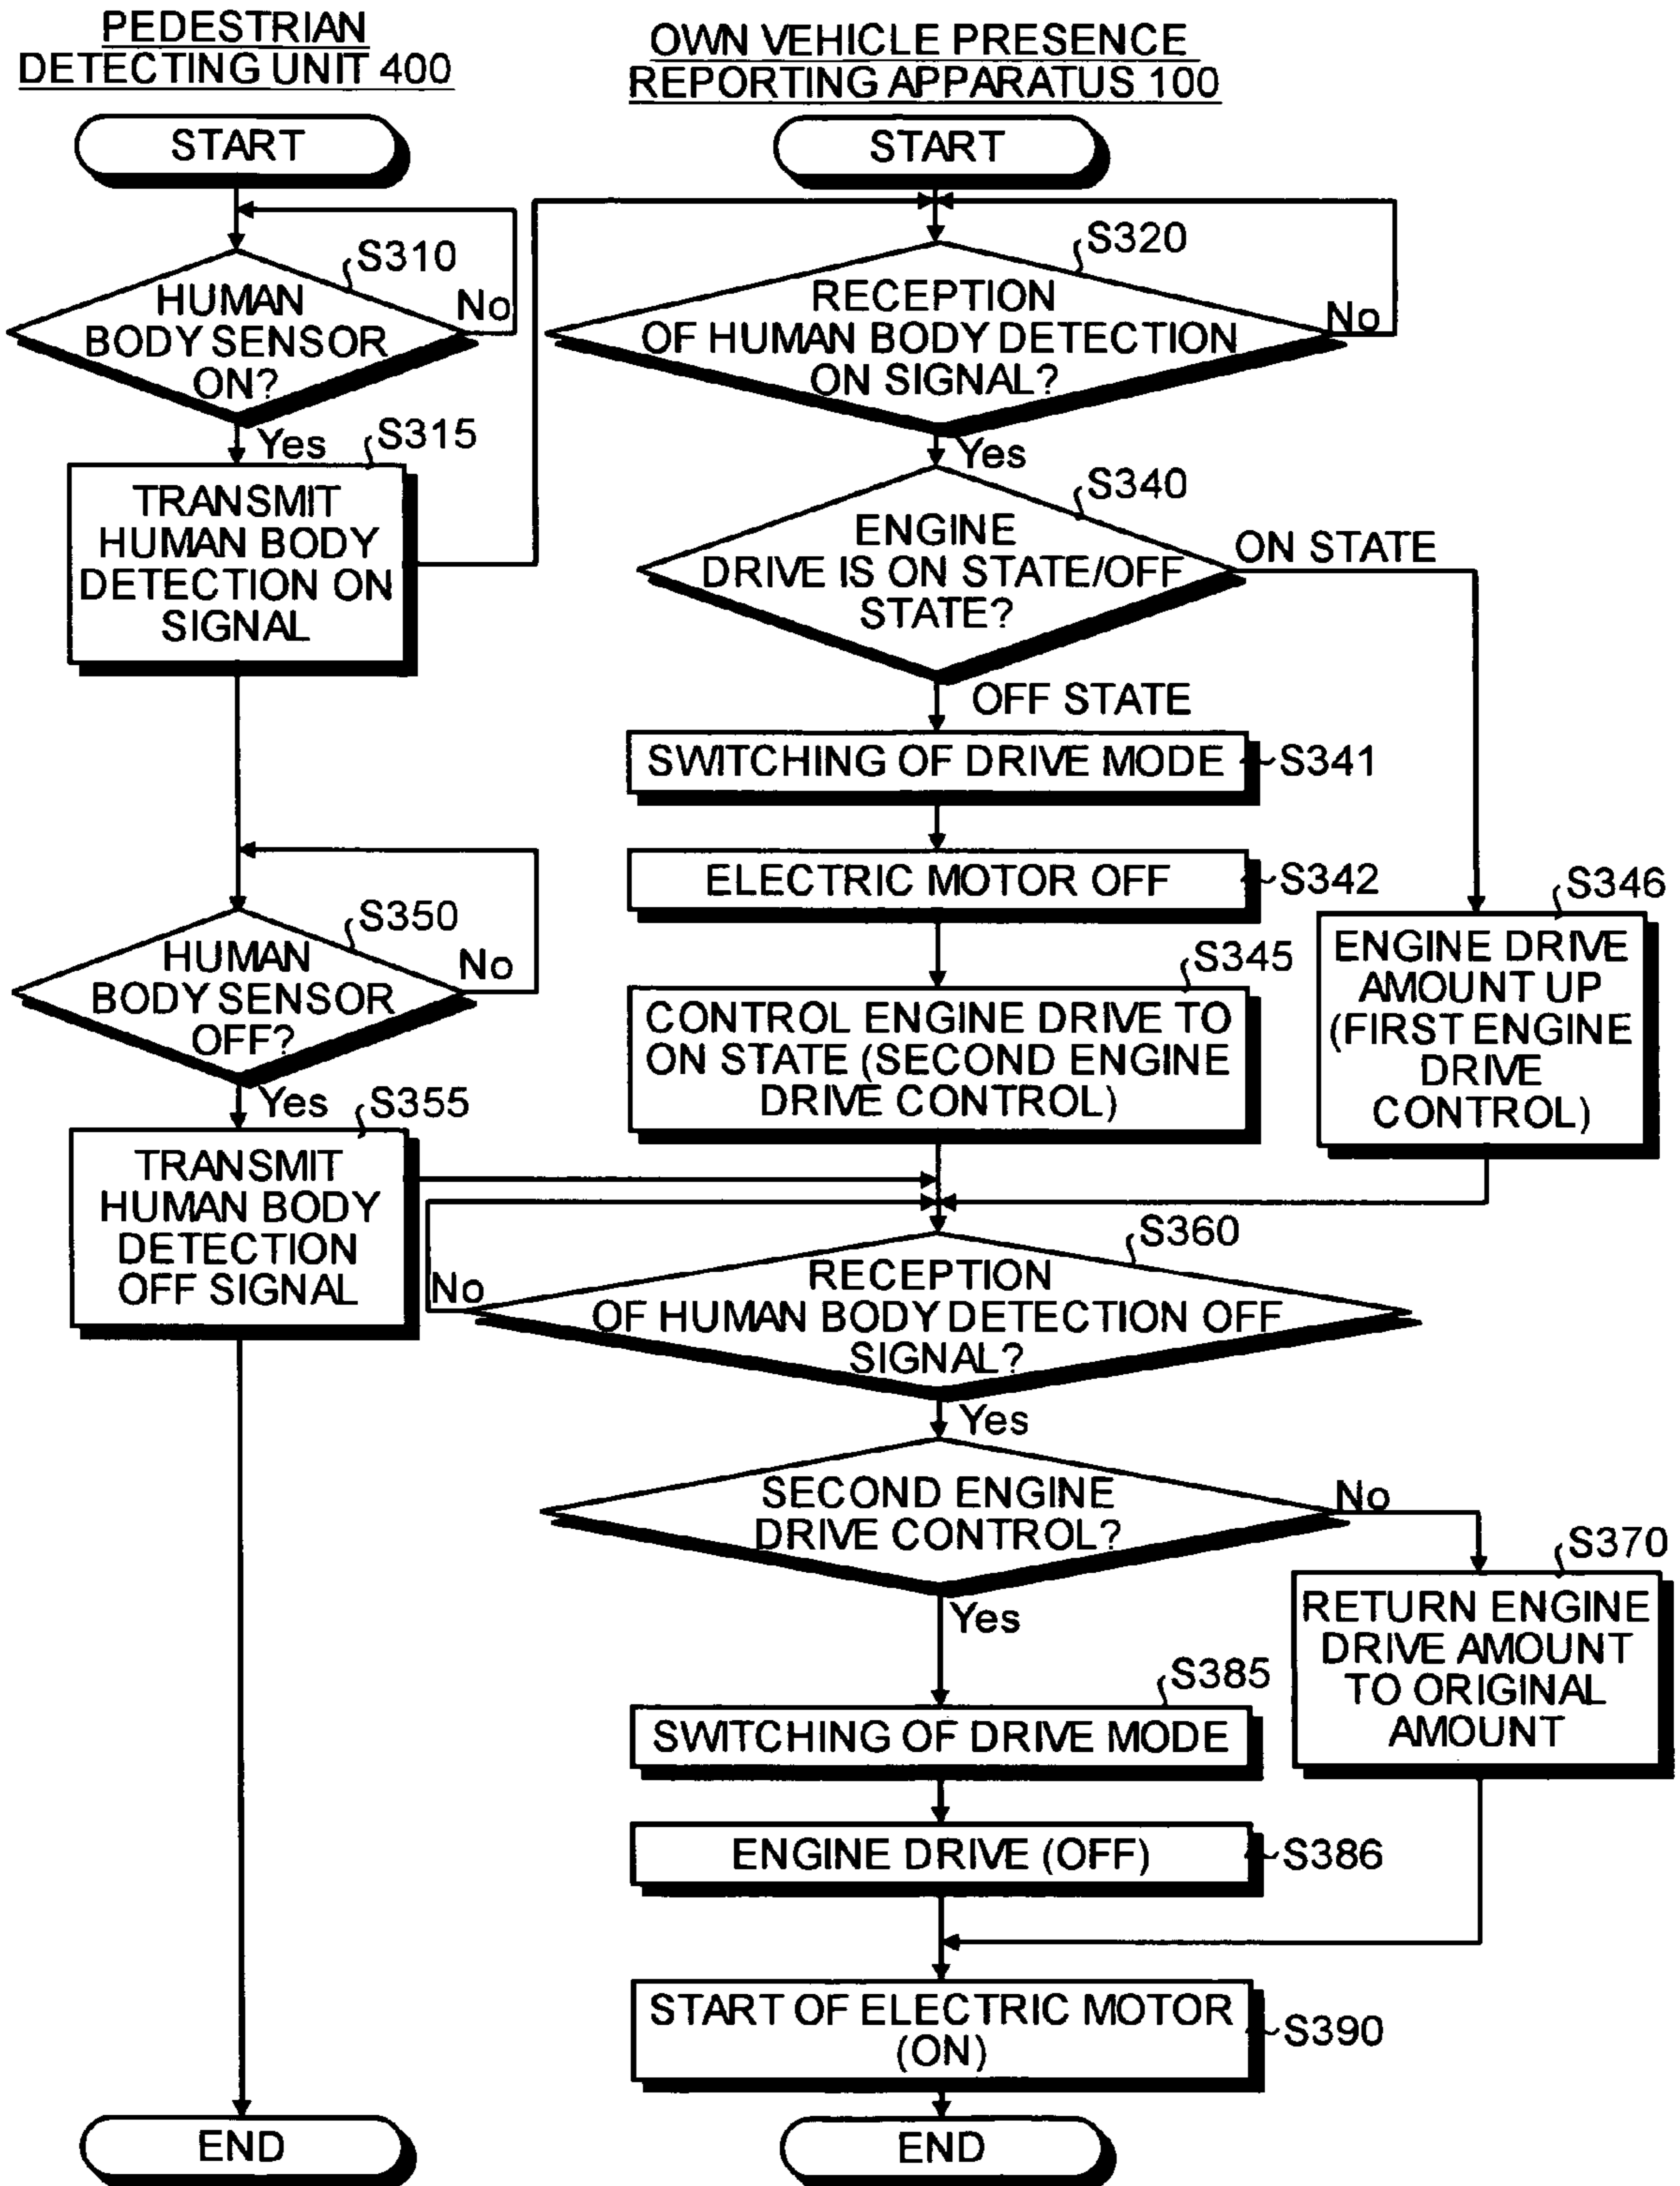 PEDESTRIAN
DETECTING UNIT 400
START
S310
HUMAN
BODY SENSOR
ON?
No
Yes
S315
TRANSMIT
HUMAN BODY
DETECTION ON
SIGNAL
S350
HUMAN
BODY SENSOR
OFF?
No
Yes
S355
TRANSMIT
HUMAN BODY
DETECTION
OFF SIGNAL
END
OWN VEHICLE PRESENCE
REPORTING APPARATUS 100
START
S320
RECEPTION
OF HUMAN BODY DETECTION
ON SIGNAL?
No
Yes
S340
ENGINE
DRIVE IS ON STATE/OFF
STATE?
ON STATE
OFF STATE
SWITCHING OF DRIVE MODE
S341
ELECTRIC MOTOR OFF
S342
S345
CONTROL ENGINE DRIVE TO
ON STATE (SECOND ENGINE
DRIVE CONTROL)
S346
ENGINE DRIVE
AMOUNT UP
(FIRST ENGINE
DRIVE
CONTROL)
S360
RECEPTION
OF HUMAN BODY DETECTION OFF
SIGNAL?
No
Yes
SECOND ENGINE
DRIVE CONTROL?
No
Yes
S370
RETURN ENGINE
DRIVE AMOUNT
TO ORIGINAL
AMOUNT
S385
SWITCHING OF DRIVE MODE
ENGINE DRIVE (OFF)
S386
START OF ELECTRIC MOTOR
(ON)
S390
END